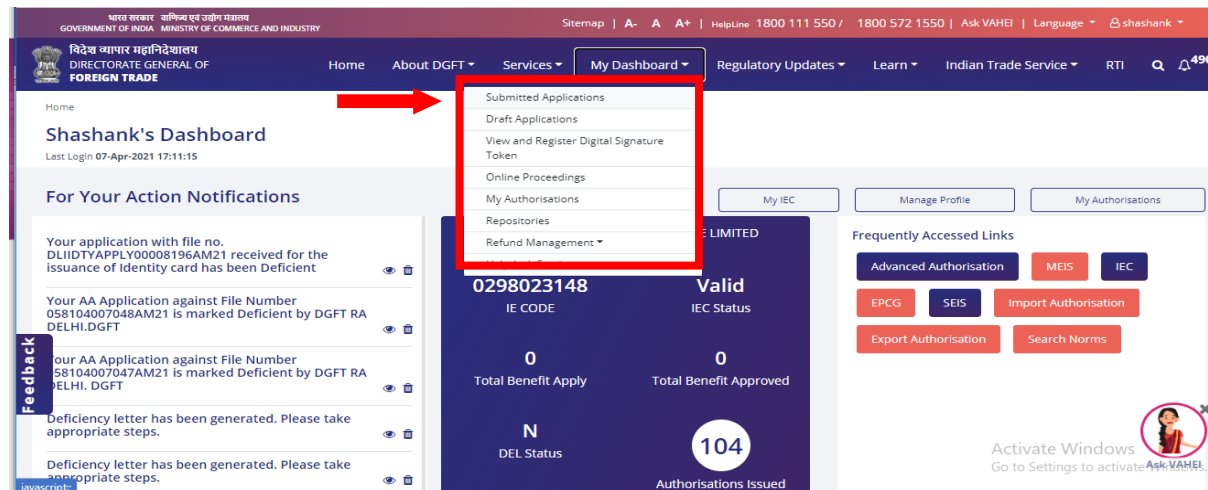 भारत सरकार वाणिज्य एवं उद्योग मंत्रालय
GOVERNMENT OF INDIA MINISTRY OF COMMERCE AND INDUSTRY
Sitemap | A- A A+ | HelpLine 1800 111 550 / 1800 572 1550 | Ask VAHEI | Language shashank
विदेश व्यापार महानिदेशालय
DIRECTORATE GENERAL OF
FOREIGN TRADE
Home About DGFT Services My Dashboard Regulatory Updates Learn Indian Trade Service RTI
Home
Shashank's Dashboard
Last Login 07-Apr-2021 17:11:15
Submitted Applications
Draft Applications
View and Register Digital Signature
Token
Online Proceedings
My Authorisations
Repositories
Refund Management
For Your Action Notifications
My IEC Manage Profile My Authorisations
Your application with file no.
DLIIDTYAPPLY00008196AM21 received for the
issuance of Identity card has been Deficient
Your AA Application against File Number
058104007048AM21 is marked Deficient by DGFT RA
DELHI.DGFT
Your AA Application against File Number
058104007047AM21 is marked Deficient by DGFT RA
DELHI. DGFT
Deficiency letter has been generated. Please take
appropriate steps.
Deficiency letter has been generated. Please take
appropriate steps.
LIMITED
0298023148 Valid
IE CODE IEC Status
0 0
Total Benefit Apply Total Benefit Approved
N 104
DEL Status
Authorisations Issued
Frequently Accessed Links
Advanced Authorisation MEIS IEC
EPCG SEIS Import Authorisation
Export Authorisation Search Norms
Feedback
Activate Windows
Go to Settings to activate Windows.
Ask VAHEI